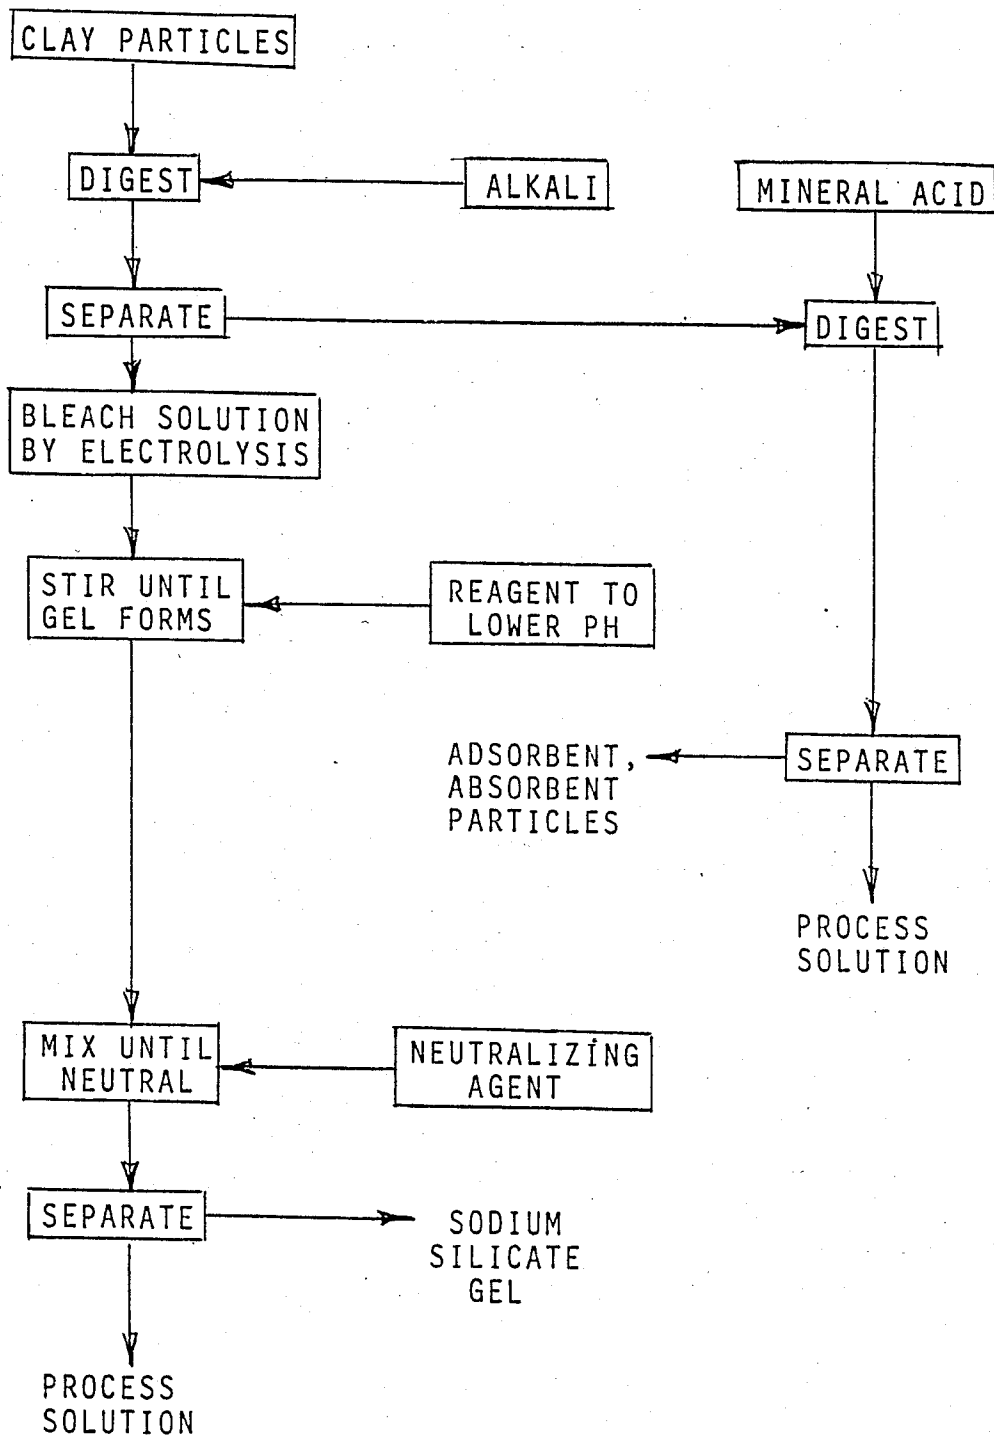 CLAY PARTICLES
DIGEST
ALKALI
MINERAL ACID
SEPARATE
DIGEST
BLEACH SOLUTION
BY ELECTROLYSIS
STIR UNTIL
GEL FORMS
REAGENT TO
LOWER PH
ADSORBENT,
ABSORBENT
PARTICLES
SEPARATE
PROCESS
SOLUTION
MIX UNTIL
NEUTRAL
NEUTRALIZING
AGENT
SEPARATE
SODIUM
SILICATE
GEL
PROCESS
SOLUTION